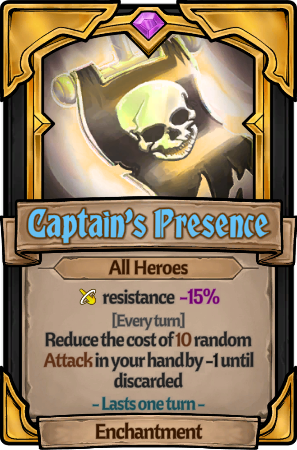 Captain's Presence
All Heroes
resistance -15%
[Every turn]
Reduce the cost of 10 random
Attack in your hand by -1 until
discarded
- Lasts one turn -
Enchantment